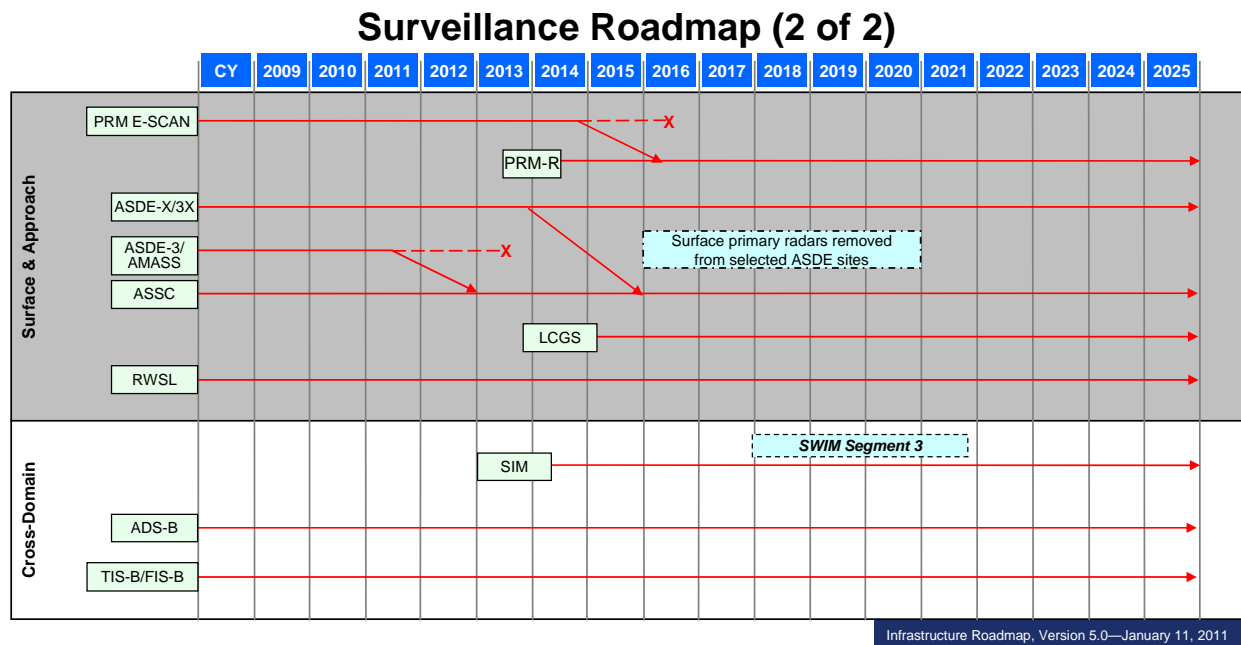 Surveillance Roadmap (2 of 2)
CY 2009 2010 2011 2012 2013 2014 2015 2016 2017 2018 2019 2020 2021 2022 2023 2024 2025
Surface & Approach
PRM E-SCAN
X
PRM-R
ASDE-X/3X
ASDE-3/
AMASS
X
Surface primary radars removed
from selected ASDE sites
ASSC
LCGS
RWSL
Cross-Domain
SWIM Segment 3
SIM
ADS-B
TIS-B/FIS-B
Infrastructure Roadmap, Version 5.0—January 11, 2011